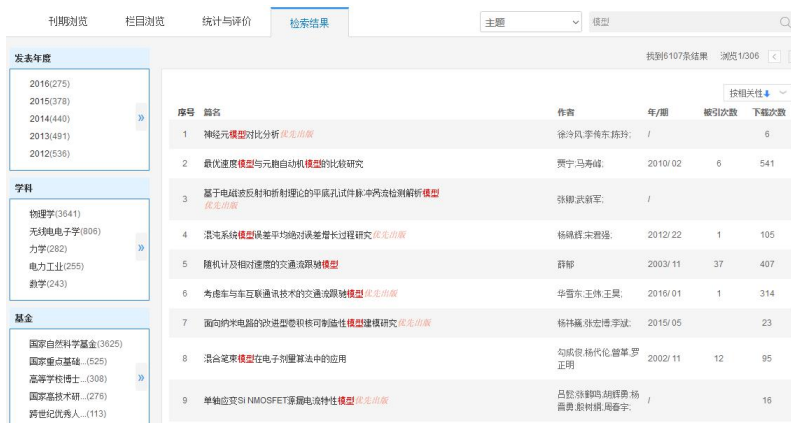 刊期浏览 栏目浏览 统计与评价 检索结果 主题 模型
找到6107条结果 浏览1/306
发表年度
2016(275)
2015(378)
2014(440)
2013(491)
2012(536)
学科
物理学(3641)
无线电电子学(806)
力学(282)
电力工业(255)
数学(243)
基金
国家自然科学基金(3625)
国家重点基础...(525)
高等学校博士...(308)
国家高技术研...(276)
跨世纪优秀人...(113)
按相关性
序号 篇名 作者 年/期 被引次数 下载次数
1 神经元模型对比分析优先出版 徐泠风;李传东;陈玲; / 6
2 最优速度模型与元胞自动机模型的比较研究 贾宁;马寿峰; 2010/02 6 541
3 基于电磁波反射和折射理论的平底孔试件脉冲涡流检测解析模型 张卿;武新军; /
优先出版
4 混沌系统模型误差平均绝对误差增长过程研究优先出版 杨锦辉;宋君强; 2012/22 1 105
5 随机计及相对速度的交通流跟驰模型 薛郁 2003/11 37 407
6 考虑车与车互联通讯技术的交通流跟驰模型优先出版 华雪东;王炜;王昊; 2016/01 1 314
7 面向纳米电路的改进型卷积核可制造性模型建模研究优先出版 杨祎巍;张宏博;李斌; 2015/05 23
8 混合笔束模型在电子剂量算法中的应用 勾成俊,杨代伦,曾革,罗 2002/11 12 95
正明
9 单轴应变Si NMOSFET源漏电流特性模型优先出版 吕懿;张鹤鸣;胡辉勇;杨 / 16
晋勇;殷树娟;周春宇;